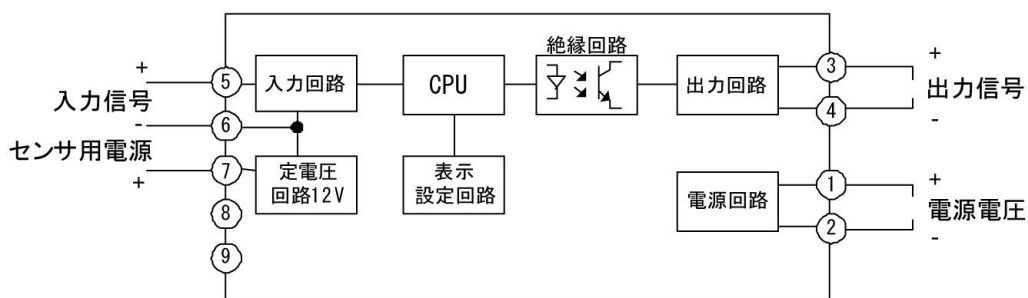 絶縁回路
+
5
入力回路
CPU
出力回路
3
+
入力信号
出力信号
-
6
4
-
センサ用電源
+
7
定電圧
回路12V
表示
設定回路
電源回路
1
+
8
電源電圧
2
-
9